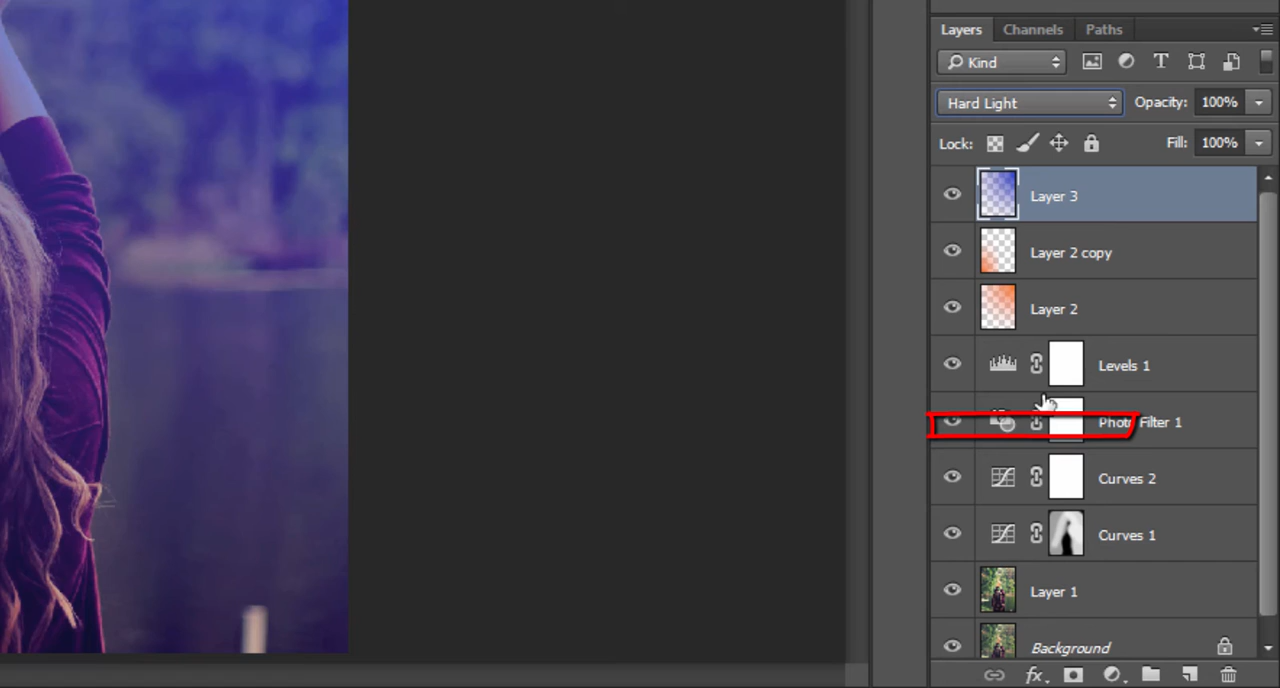 Layers Channels Paths
Kind T
Hard Light Opacity: 100%
Lock: Fill: 100%
Layer 3
Layer 2 copy
Layer 2
Levels 1
Photo Filter 1
Curves 2
Curves 1
Layer 1
Background
fx